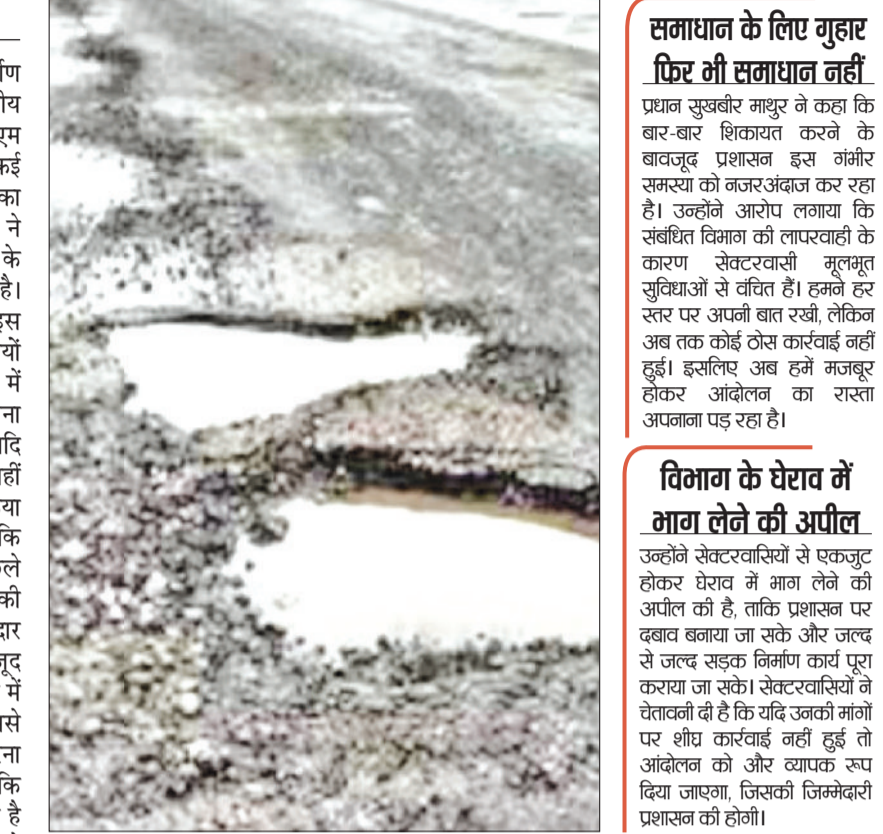 र्माण
ीय
एम
कई
का
ने
के
है।
इस
यों
में
ना
दि
हीं
या
कि
ले
की
दार
जूद
में
से
ना
कि
है
समाधान के लिए गुहार
फिर भी समाधान नहीं
प्रधान सुखबीर माथुर ने कहा कि
बार-बार शिकायत करने के
बावजूद प्रशासन इस गंभीर
समस्या को नजरअंदाज कर रहा
है। उन्होंने आरोप लगाया कि
संबंधित विभाग की लापरवाही के
कारण सेक्टरवासी मूलभूत
सुविधाओं से वंचित हैं। हमने हर
स्तर पर अपनी बात रखी, लेकिन
अब तक कोई ठोस कार्रवाई नहीं
हुई। इसलिए अब हमें मजबूर
होकर आंदोलन का रास्ता
अपनाना पड़ रहा है।
विभाग के घेराव में
भाग लेने की अपील
उन्होंने सेक्टरवासियों से एकजुट
होकर घेराव में भाग लेने की
अपील की है, ताकि प्रशासन पर
दबाव बनाया जा सके और जल्द
से जल्द सड़क निर्माण कार्य पूरा
कराया जा सके। सेक्टरवासियों ने
चेतावनी दी है कि यदि उनकी मांगों
पर शीघ्र कार्रवाई नहीं हुई तो
आंदोलन को और व्यापक रूप
दिया जाएगा, जिसकी जिम्मेदारी
प्रशासन की होगी।